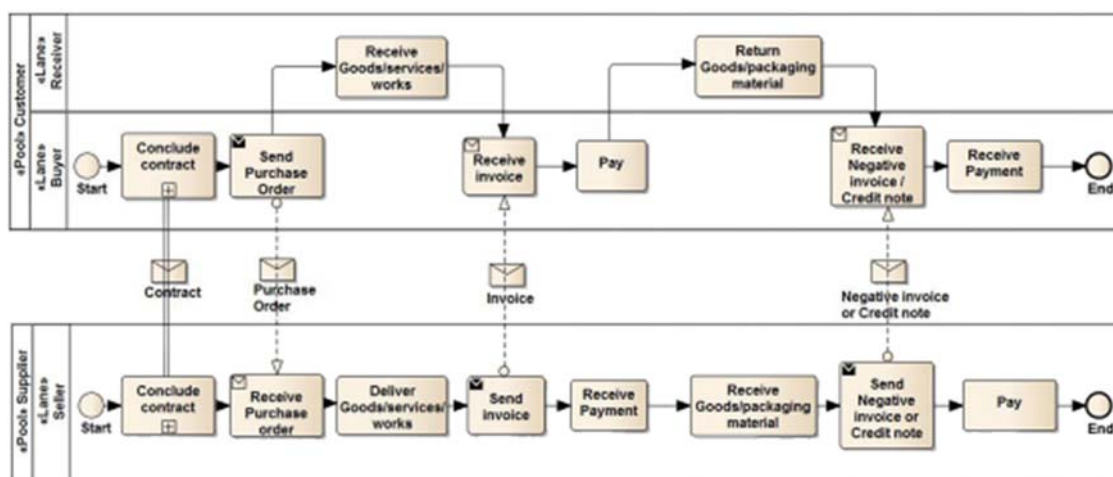 «Pool» Customer
«Lane»
Receiver
Receive
Goods/services/
works
Return
Goods/packaging
material
«Lane»
Buyer
Start
Conclude
contract
Send
Purchase
Order
Receive
invoice
Pay
Receive
Negative
invoice /
Credit note
Receive
Payment
End
Contract
Purchase
Order
Invoice
Negative invoice
or Credit note
«Pool» Supplier
«Lane»
Seller
Start
Conclude
contract
Receive
Purchase
order
Deliver
Goods/services/
works
Send
invoice
Receive
Payment
Receive
Goods/packaging
material
Send
Negative
invoice or
Credit note
Pay
End